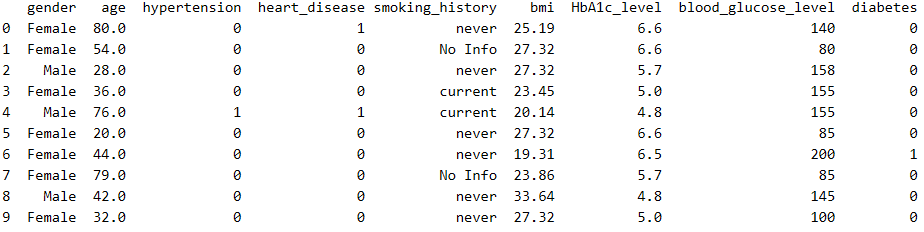 gender age hypertension heart_disease smoking_history bmi HbA1c_level blood_glucose_level diabetes
0 Female 80.0 0 1 never 25.19 6.6 140 0
1 Female 54.0 0 0 No Info 27.32 6.6 80 0
2 Male 28.0 0 0 never 27.32 5.7 158 0
3 Female 36.0 0 0 current 23.45 5.0 155 0
4 Male 76.0 1 1 current 20.14 4.8 155 0
5 Female 20.0 0 0 never 27.32 6.6 85 0
6 Female 44.0 0 0 never 19.31 6.5 200 1
7 Female 79.0 0 0 No Info 23.86 5.7 85 0
8 Male 42.0 0 0 never 33.64 4.8 145 0
9 Female 32.0 0 0 never 27.32 5.0 100 0